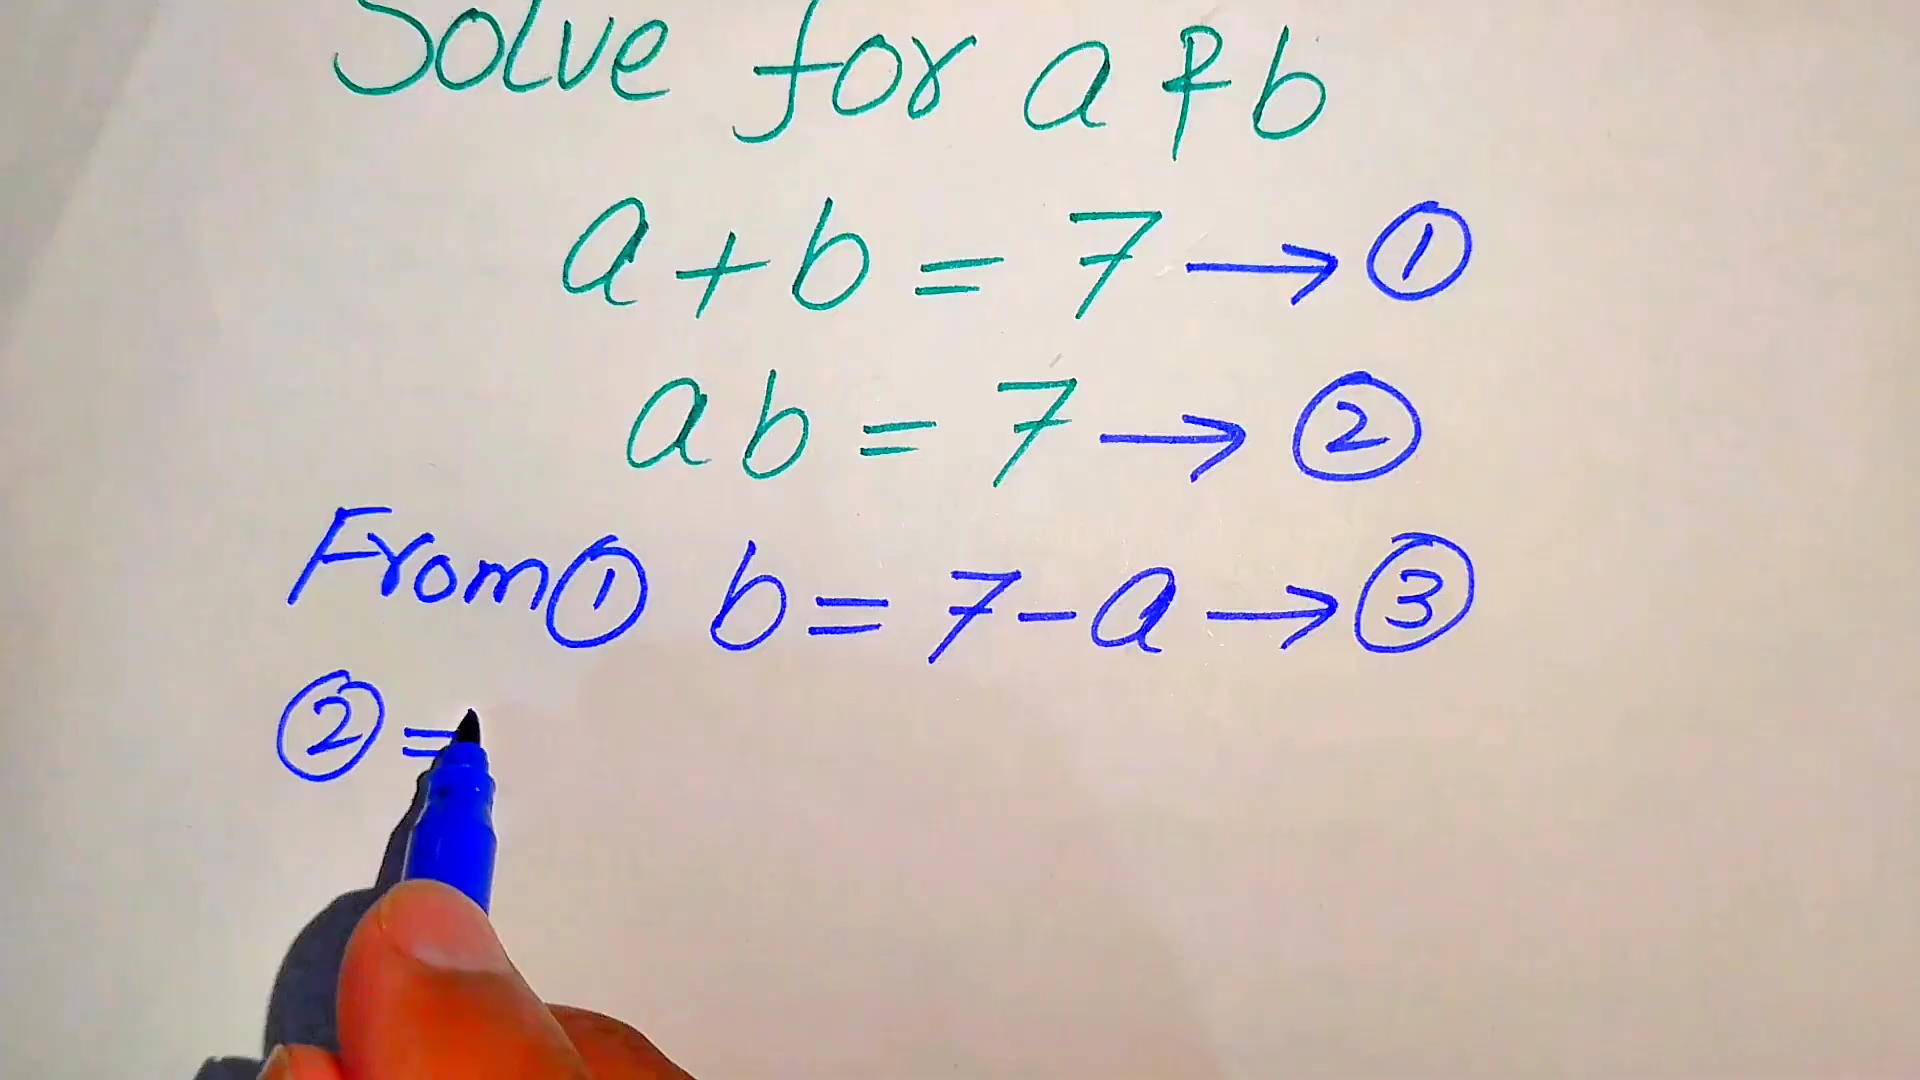 Solve for a & b
a + b = 7 → ①
ab = 7 → ②
From ① b = 7 - a → ③
② =